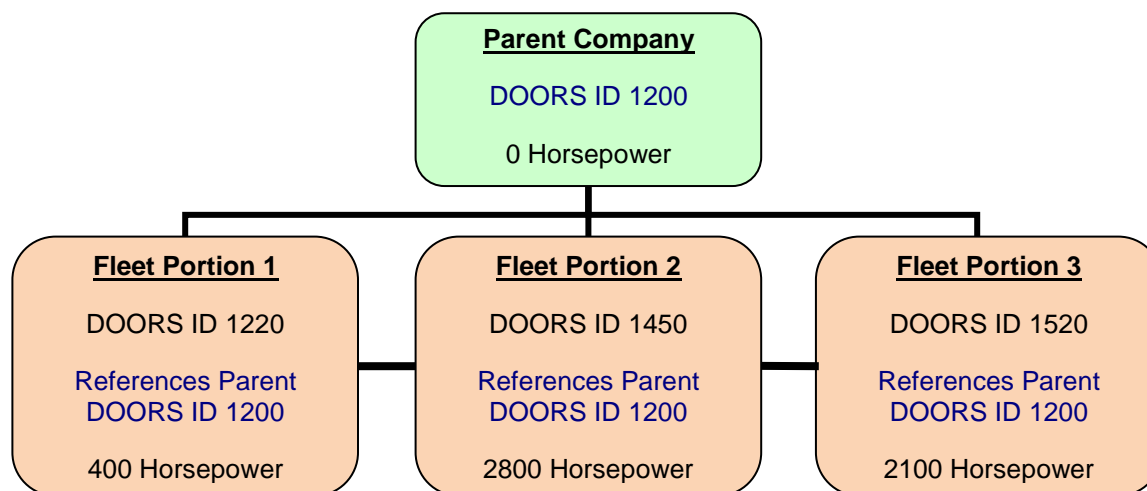 Parent Company
DOORS ID 1200
0 Horsepower
Fleet Portion 1
DOORS ID 1220
References Parent
DOORS ID 1200
400 Horsepower
Fleet Portion 2
DOORS ID 1450
References Parent
DOORS ID 1200
2800 Horsepower
Fleet Portion 3
DOORS ID 1520
References Parent
DOORS ID 1200
2100 Horsepower